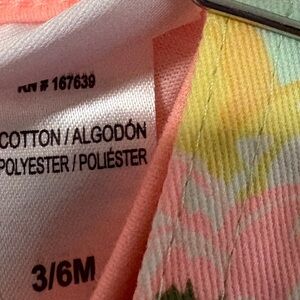 RN # 167639
COTTON / ALGODÓN
POLYESTER / POLIÉSTER
3/6M